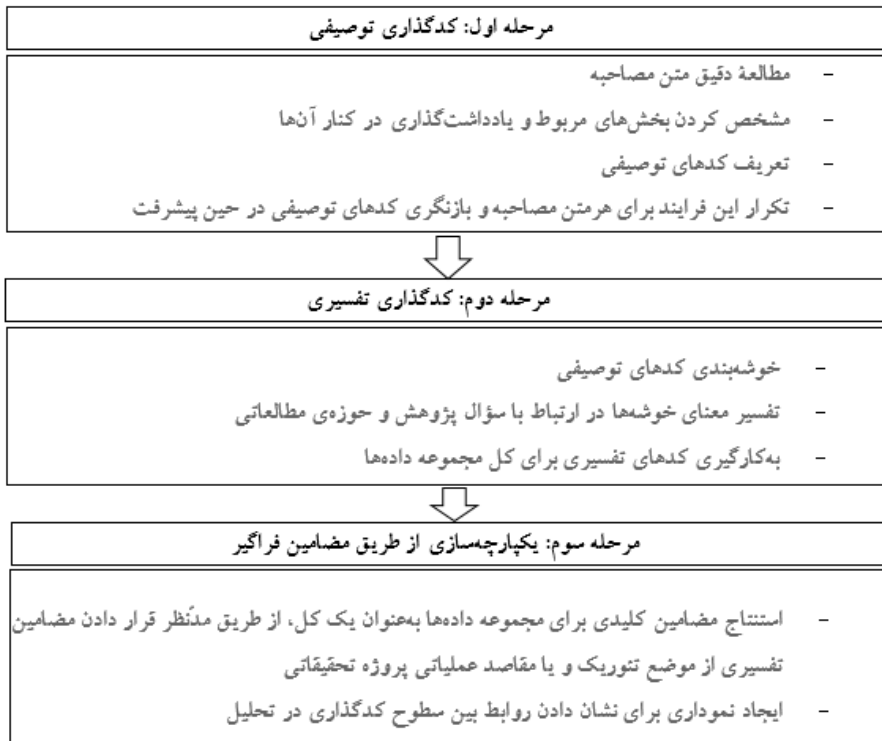 مرحله اول: کدگذاری توصیفی
- مطالعهٔ دقیق متن مصاحبه
- مشخص کردن بخش‌های مربوط و یادداشت‌گذاری در کنار آن‌ها
- تعریف کدهای توصیفی
- تکرار این فرایند برای هرمتن مصاحبه و بازنگری کدهای توصیفی در حین پیشرفت
مرحله دوم: کدگذاری تفسیری
- خوشه‌بندی کدهای توصیفی
- تفسیر معنای خوشه‌ها در ارتباط با سؤال پژوهش و حوزه‌ی مطالعاتی
- به‌کارگیری کدهای تفسیری برای کل مجموعه داده‌ها
مرحله سوم: یکپارچه‌سازی از طریق مضامین فراگیر
- استنتاج مضامین کلیدی برای مجموعه داده‌ها به‌عنوان یک کل، از طریق مدّنظر قرار دادن مضامین
تفسیری از موضع تئوریک و یا مقاصد عملیاتی پروژه تحقیقاتی
- ایجاد نموداری برای نشان دادن روابط بین سطوح کدگذاری در تحلیل